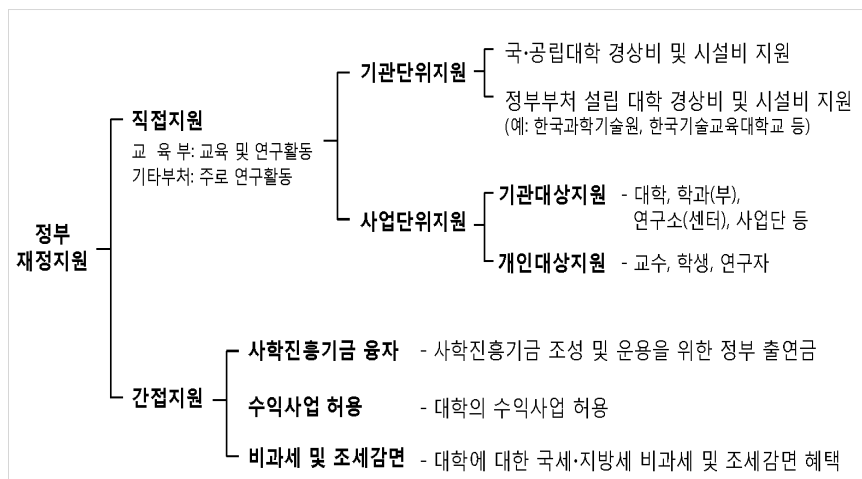 정부
재정지원
직접지원
교 육 부: 교육 및 연구활동
기타부처: 주로 연구활동
기관단위지원
국·공립대학 경상비 및 시설비 지원
정부부처 설립 대학 경상비 및 시설비 지원
(예: 한국과학기술원, 한국기술교육대학교 등)
사업단위지원
기관대상지원 - 대학, 학과(부),
연구소(센터), 사업단 등
개인대상지원 - 교수, 학생, 연구자
간접지원
사학진흥기금 융자 - 사학진흥기금 조성 및 운용을 위한 정부 출연금
수익사업 허용 - 대학의 수익사업 허용
비과세 및 조세감면 - 대학에 대한 국세·지방세 비과세 및 조세감면 혜택